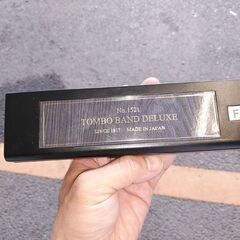 No.1521
TOMBO BAND DELUXE
SINCE 1917 MADE IN JAPAN
F